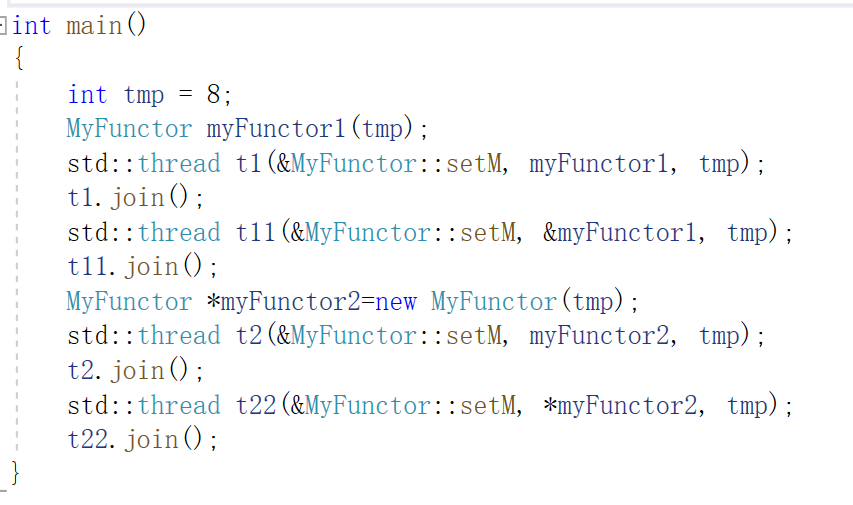 int main()
{
int tmp = 8;
MyFunctor myFunctor1(tmp);
std::thread t1(&MyFunctor::setM, myFunctor1, tmp);
t1.join();
std::thread t11(&MyFunctor::setM, &myFunctor1, tmp);
t11.join();
MyFunctor *myFunctor2=new MyFunctor(tmp);
std::thread t2(&MyFunctor::setM, myFunctor2, tmp);
t2.join();
std::thread t22(&MyFunctor::setM, *myFunctor2, tmp);
t22.join();
}